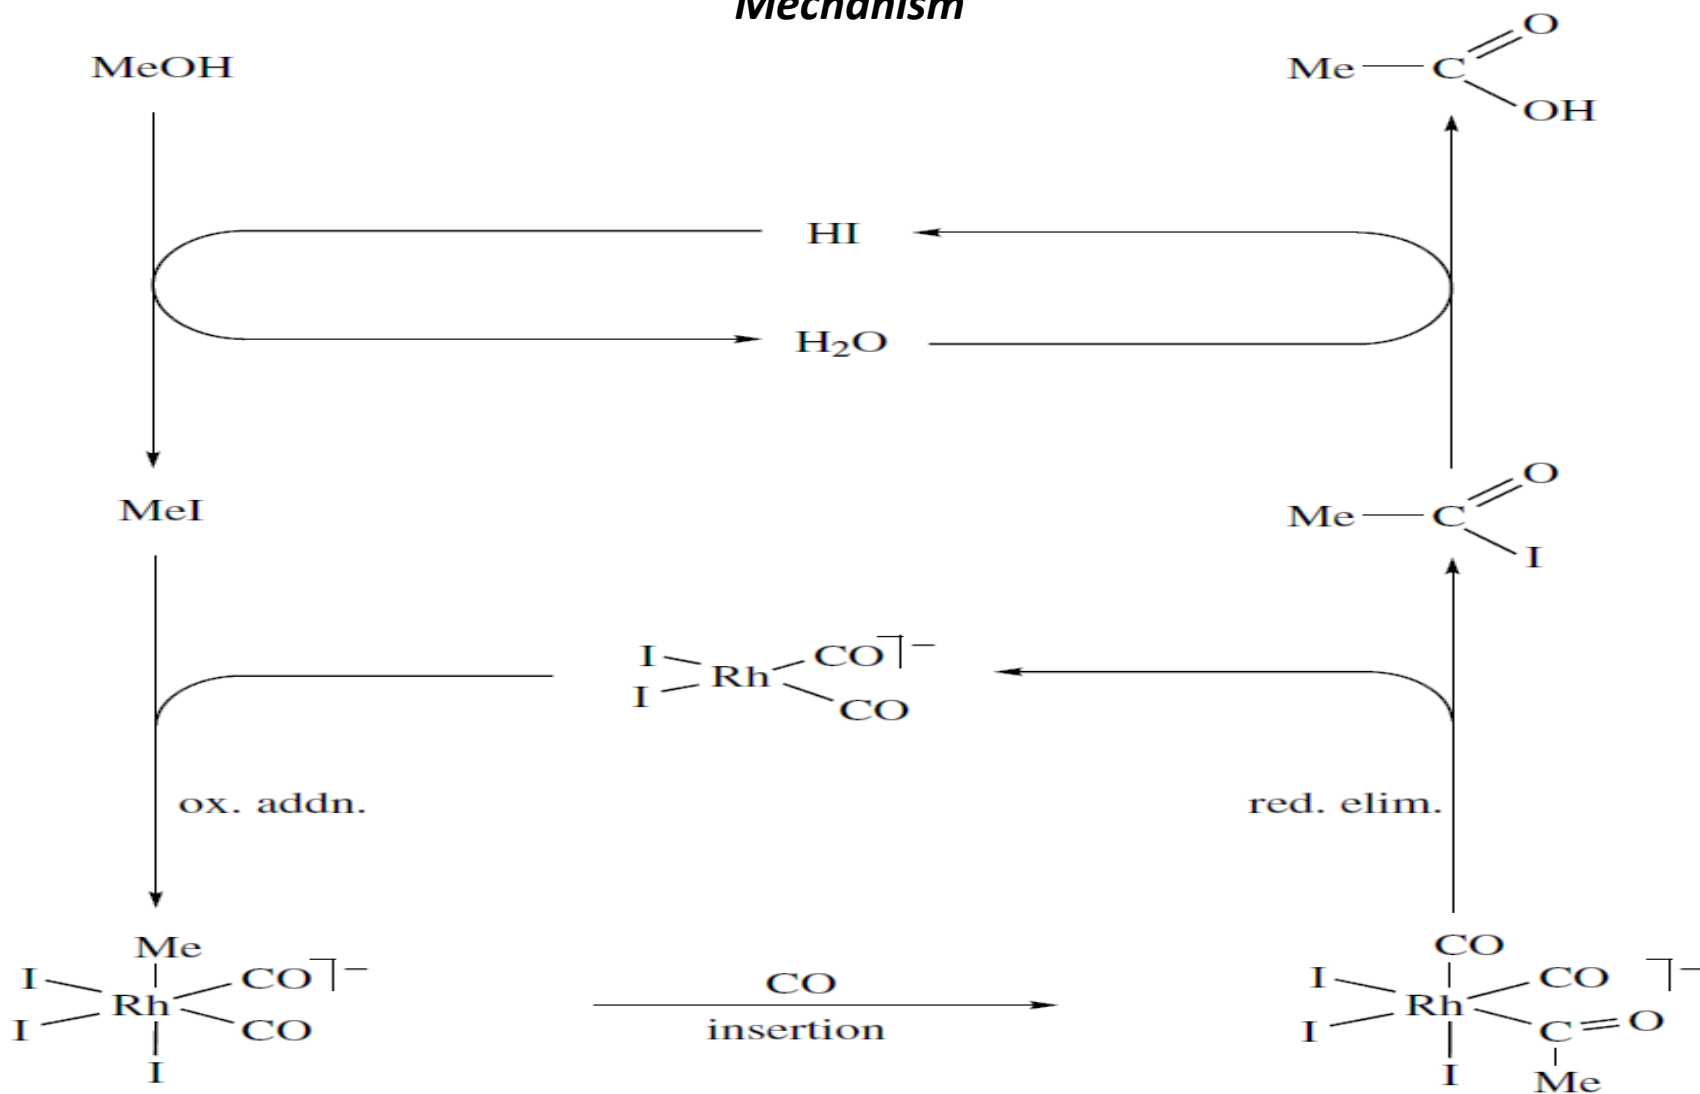 Mechanism
MeOH
Me C O
OH
HI
H₂O
MeI
Me C O
I
I Rh CO ⁻
I CO
ox. addn.
red. elim.
Me
I Rh CO ⁻
I CO
I
CO
insertion
CO
I Rh CO ⁻
I C O
I Me